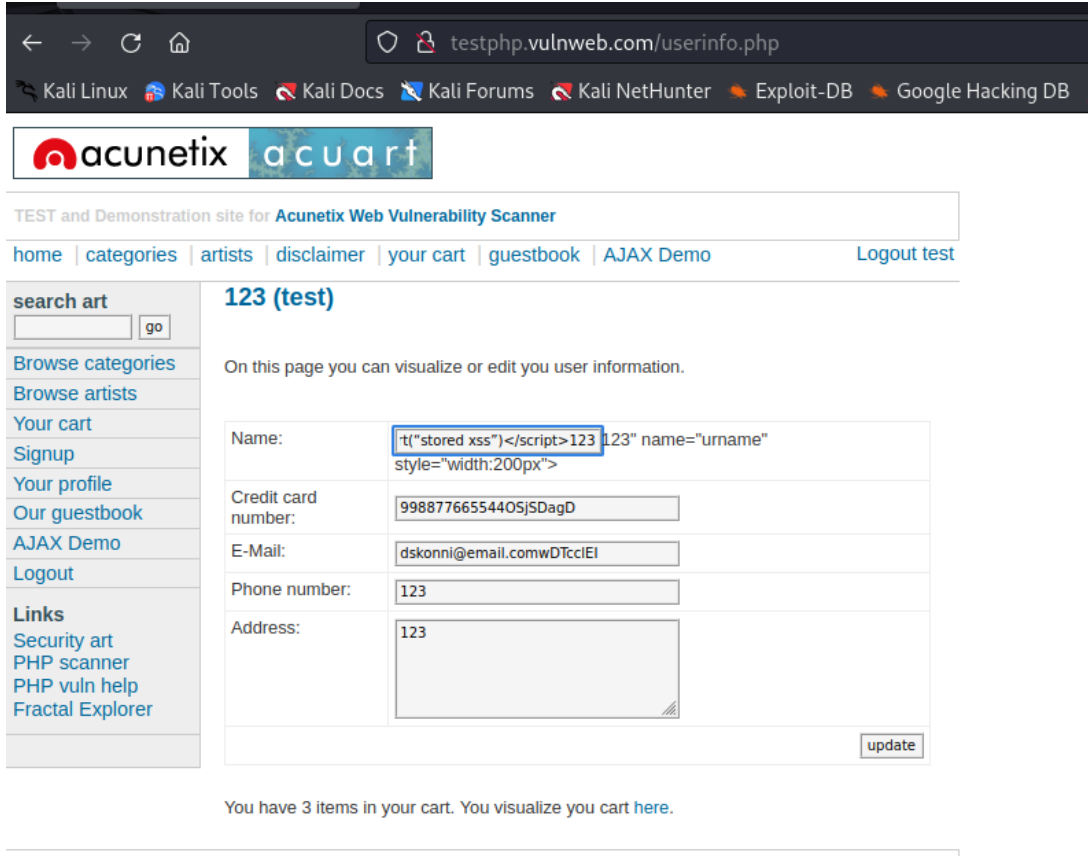 testphp.vulnweb.com/userinfo.php
Kali Linux Kali Tools Kali Docs Kali Forums Kali NetHunter Exploit-DB Google Hacking DB
acunetix acuart
TEST and Demonstration site for Acunetix Web Vulnerability Scanner
home | categories | artists | disclaimer | your cart | guestbook | AJAX Demo Logout test
search art
go
Browse categories
Browse artists
Your cart
Signup
Your profile
Our guestbook
AJAX Demo
Logout
Links
Security art
PHP scanner
PHP vuln help
Fractal Explorer
123 (test)
On this page you can visualize or edit you user information.
Name: t("stored xss”)</script>123 123" name="urname"
style="width:200px">
Credit card
number: 998877665544OSjSDagD
E-Mail: dskonni@email.comwDTcclEI
Phone number: 123
Address: 123
update
You have 3 items in your cart. You visualize you cart here.